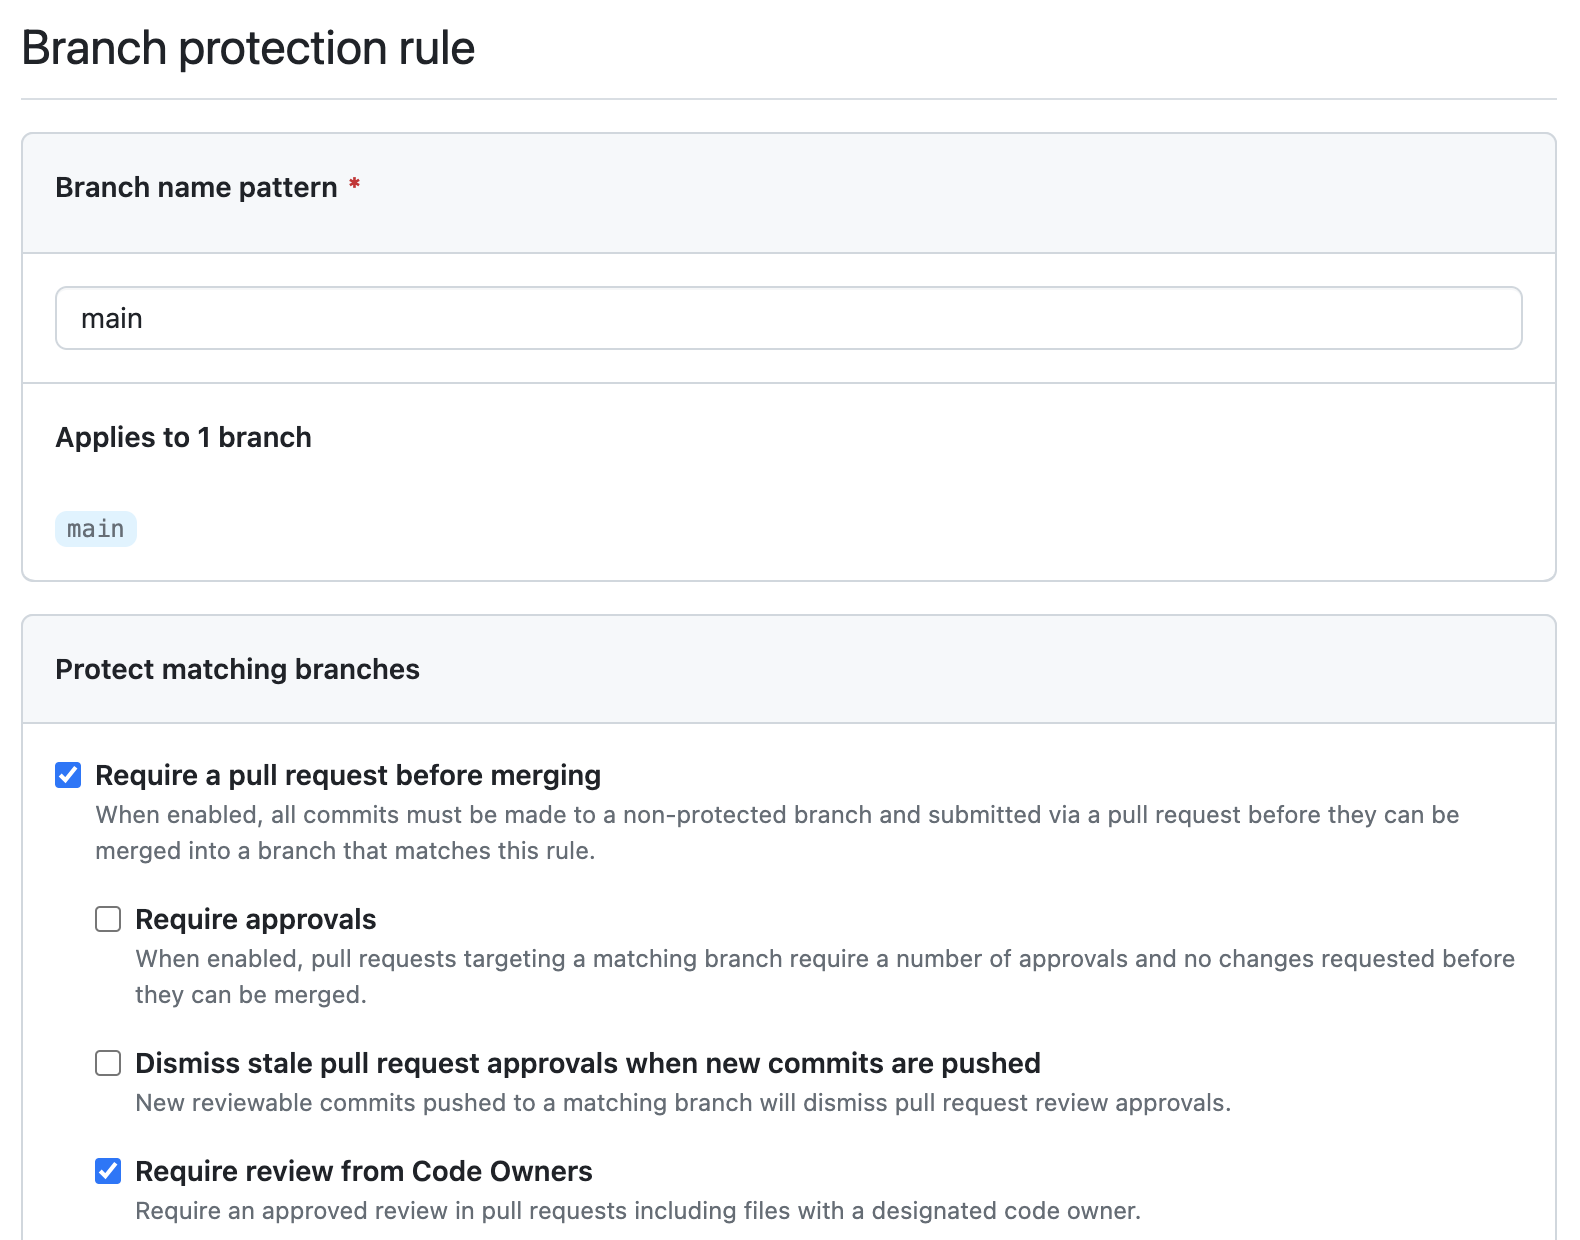 Branch protection rule
Branch name pattern *
main
Applies to 1 branch
main
Protect matching branches
Require a pull request before merging
When enabled, all commits must be made to a non-protected branch and submitted via a pull request before they can be
merged into a branch that matches this rule.
Require approvals
When enabled, pull requests targeting a matching branch require a number of approvals and no changes requested before
they can be merged.
Dismiss stale pull request approvals when new commits are pushed
New reviewable commits pushed to a matching branch will dismiss pull request review approvals.
Require review from Code Owners
Require an approved review in pull requests including files with a designated code owner.